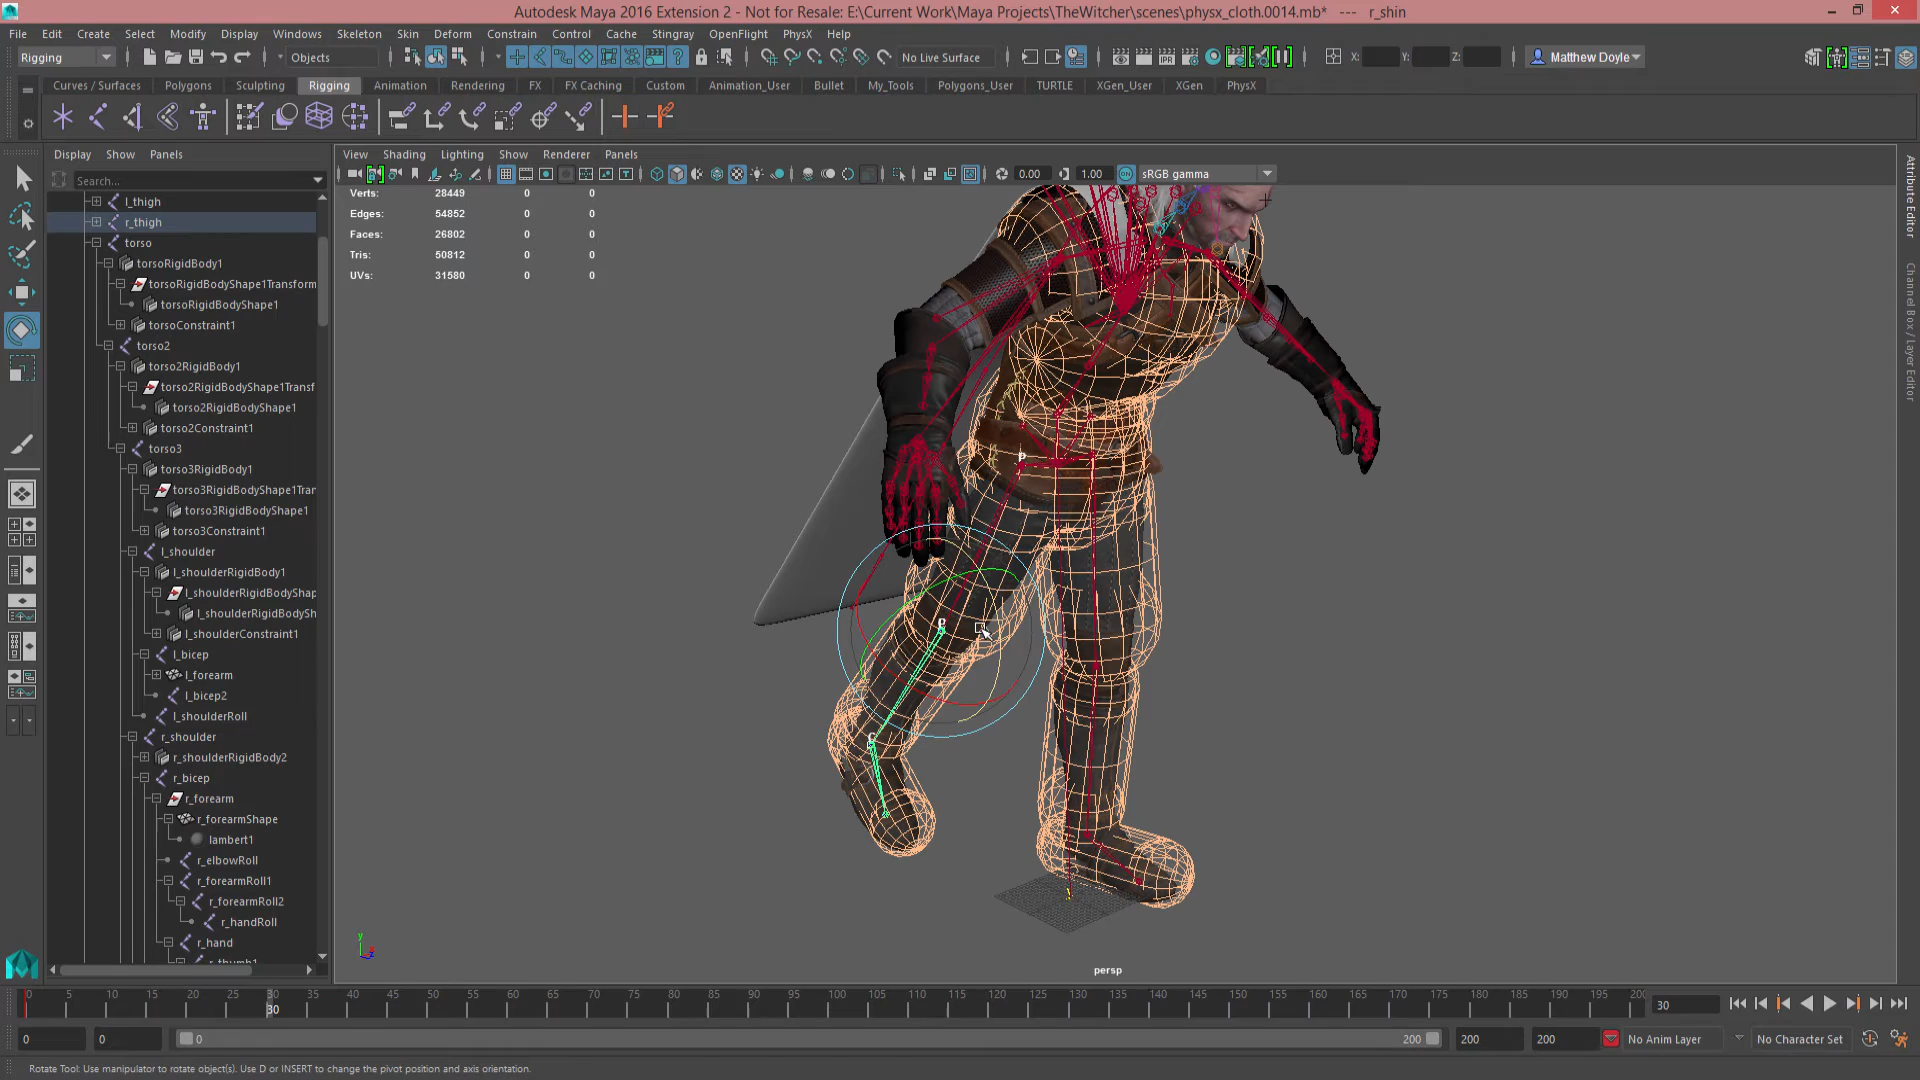 Autodesk Maya 2016 Extension 2 - Not for Resale: E:\Current Work\Maya Projects\TheWitcher\scenes\physx_cloth.0014.mb*   ---   r_shin
File Edit Create Select Modify Display Windows Skeleton Skin Deform Constrain Control Cache Stingray OpenFlight PhysX Help
Rigging Objects No Live Surface X: Y: Z: Matthew Doyle
Curves / Surfaces Polygons Sculpting Rigging Animation Rendering FX FX Caching Custom Animation_User Bullet My_Tools Polygons_User TURTLE XGen_User XGen PhysX
Display Show Panels
View Shading Lighting Show Renderer Panels
Search...
0.00 1.00 ON sRGB gamma
Verts: 28449 0 0
Edges: 54852 0 0
Faces: 26802 0 0
Tris: 50812 0 0
UVs: 31580 0 0
l_thigh
r_thigh
torso
torsoRigidBody1
torsoRigidBodyShape1Transform
torsoRigidBodyShape1
torsoConstraint1
torso2
torso2RigidBody1
torso2RigidBodyShape1Transf
torso2RigidBodyShape1
torso2Constraint1
torso3
torso3RigidBody1
torso3RigidBodyShape1Tran
torso3RigidBodyShape1
torso3Constraint1
l_shoulder
l_shoulderRigidBody1
l_shoulderRigidBodyShap
l_shoulderRigidBodySh
l_shoulderConstraint1
l_bicep
l_forearm
l_bicep2
l_shoulderRoll
r_shoulder
r_shoulderRigidBody2
r_bicep
r_forearm
r_forearmShape
lambert1
r_elbowRoll
r_forearmRoll1
r_forearmRoll2
r_handRoll
r_hand
r_thumb1
P
P
C
y
persp
Attribute Editor
Channel Box / Layer Editor
0 5 10 15 20 25 30 35 40 45 50 55 60 65 70 75 80 85 90 95 100 105 110 115 120 125 130 135 140 145 150 155 160 165 170 175 180 185 190 195 200
30
30
0 0 0 200 200 200 No Anim Layer No Character Set
Rotate Tool: Use manipulator to rotate object(s). Use D or INSERT to change the pivot position and axis orientation.